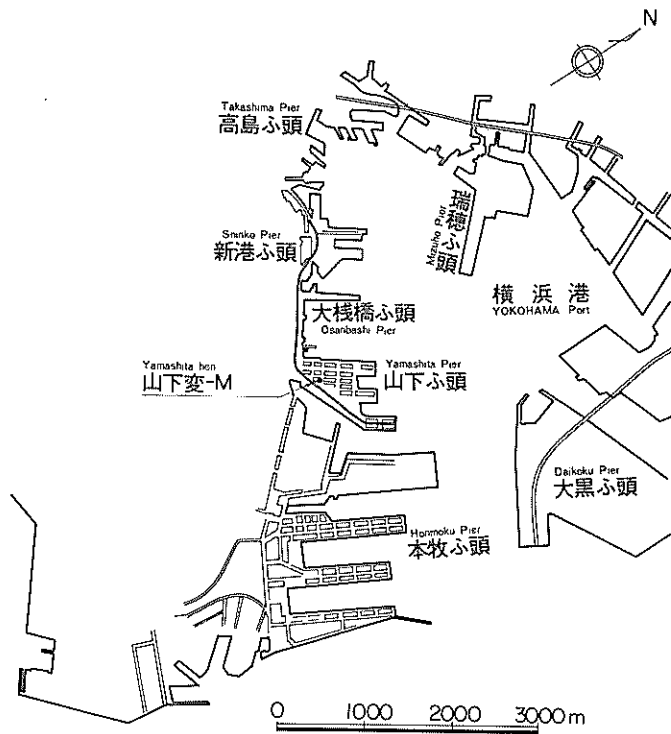 N
Takashima Pier
高島ふ頭
Mizuho Pier
瑞穂ふ頭
Shinko Pier
新港ふ頭
横浜港
YOKOHAMA Port
大桟橋ふ頭
Osanbashi Pier
Yamashita hen
山下変-M
Yamashita Pier
山下ふ頭
Daikoku Pier
大黒ふ頭
Honmoku Pier
本牧ふ頭
0 1000 2000 3000m